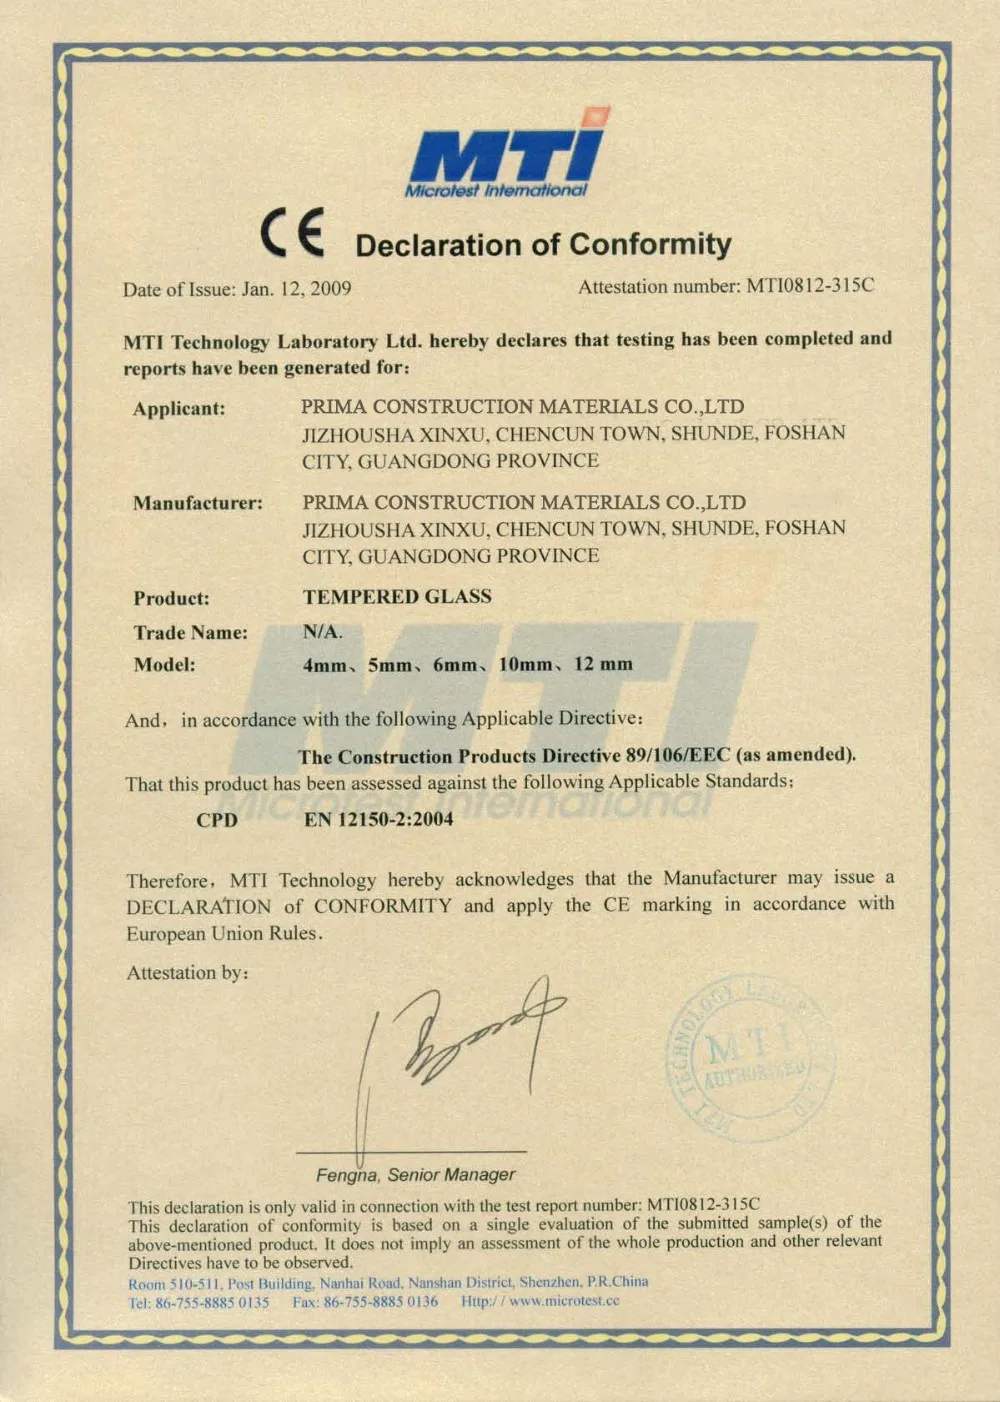 MTI
Microtest International
CE Declaration of Conformity
Date of Issue: Jan. 12, 2009 Attestation number: MTI0812-315C
MTI Technology Laboratory Ltd. hereby declares that testing has been completed and
reports have been generated for:
Applicant: PRIMA CONSTRUCTION MATERIALS CO.,LTD
JIZHOUSHA XINXU, CHENCUN TOWN, SHUNDE, FOSHAN
CITY, GUANGDONG PROVINCE
Manufacturer: PRIMA CONSTRUCTION MATERIALS CO.,LTD
JIZHOUSHA XINXU, CHENCUN TOWN, SHUNDE, FOSHAN
CITY, GUANGDONG PROVINCE
Product: TEMPERED GLASS
Trade Name: N/A.
Model: 4mm、5mm、6mm、10mm、12 mm
MTI
Microtest International
And，in accordance with the following Applicable Directive:
The Construction Products Directive 89/106/EEC (as amended).
That this product has been assessed against the following Applicable Standards;
CPD EN 12150-2:2004
Therefore，MTI Technology hereby acknowledges that the Manufacturer may issue a
DECLARATION of CONFORMITY and apply the CE marking in accordance with
European Union Rules.
Attestation by:
MTI TECHNOLOGY
MTI
AUTHORIZED
Fengna, Senior Manager
This declaration is only valid in connection with the test report number: MTI0812-315C
This declaration of conformity is based on a single evaluation of the submitted sample(s) of the
above-mentioned product. It does not imply an assessment of the whole production and other relevant
Directives have to be observed.
Room 510-511, Post Building, Nanhai Road, Nanshan District, Shenzhen, P.R.China
Tel: 86-755-8885 0135 Fax: 86-755-8885 0136 Http:/ / www.microtest.cc